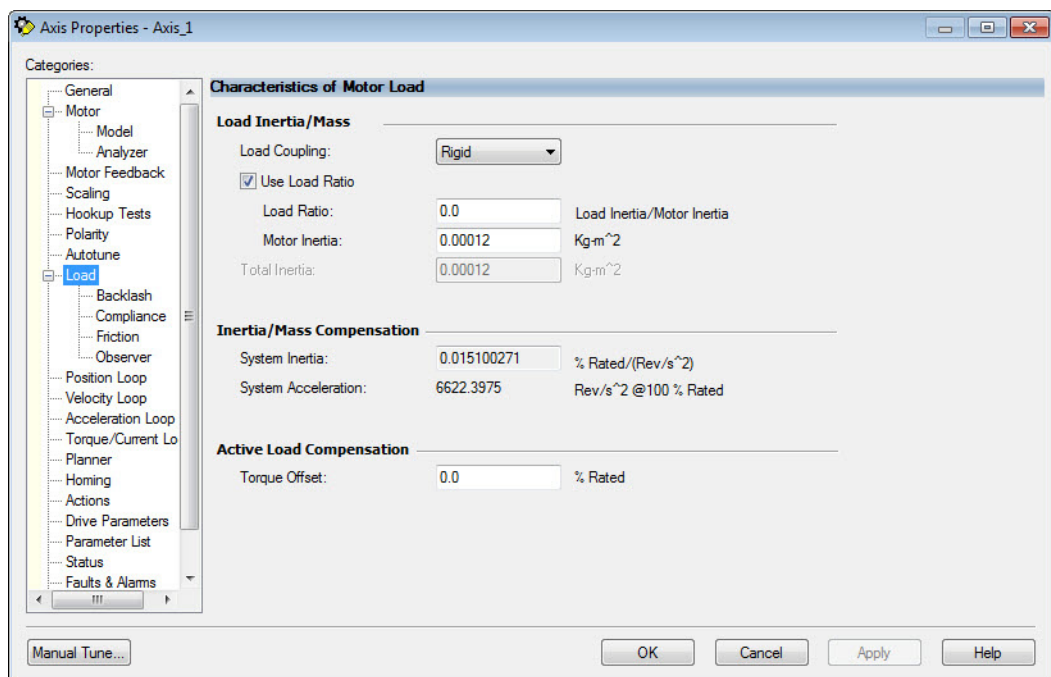 Axis Properties - Axis_1
Categories:
General
Motor
Model
Analyzer
Motor Feedback
Scaling
Hookup Tests
Polarity
Autotune
Load
Backlash
Compliance
Friction
Observer
Position Loop
Velocity Loop
Acceleration Loop
Torque/Current Lo
Planner
Homing
Actions
Drive Parameters
Parameter List
Status
Faults & Alarms
Characteristics of Motor Load
Load Inertia/Mass
Load Coupling: Rigid
Use Load Ratio
Load Ratio: 0.0 Load Inertia/Motor Inertia
Motor Inertia: 0.00012 Kg-m^2
Total Inertia: 0.00012 Kg-m^2
Inertia/Mass Compensation
System Inertia: 0.015100271 % Rated/(Rev/s^2)
System Acceleration: 6622.3975 Rev/s^2 @100 % Rated
Active Load Compensation
Torque Offset: 0.0 % Rated
Manual Tune... OK Cancel Apply Help